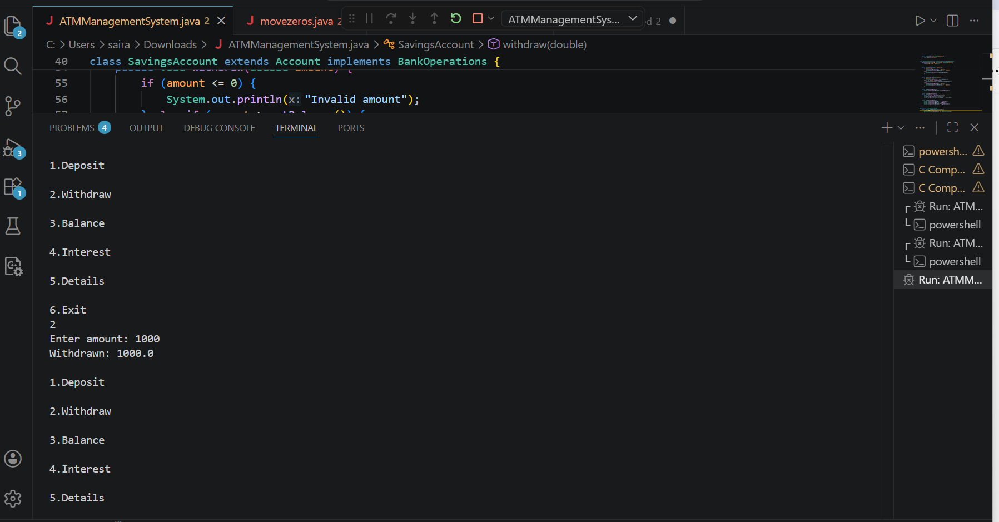 ATMManagementSystem.java 2
movezeros.java 2
ATMManagementSys...
d-2
C: > Users > saira > Downloads > ATMManagementSystem.java > SavingsAccount > withdraw(double)
40 class SavingsAccount extends Account implements BankOperations {
55 if (amount <= 0) {
56 System.out.println(x: "Invalid amount");
PROBLEMS 4 OUTPUT DEBUG CONSOLE TERMINAL PORTS
1.Deposit
2.Withdraw
3.Balance
4.Interest
5.Details
6.Exit
2
Enter amount: 1000
Withdrawn: 1000.0
1.Deposit
2.Withdraw
3.Balance
4.Interest
5.Details
powersh...
C Comp...
C Comp...
Run: ATM...
powershell
Run: ATM...
powershell
Run: ATMM...
2
3
1